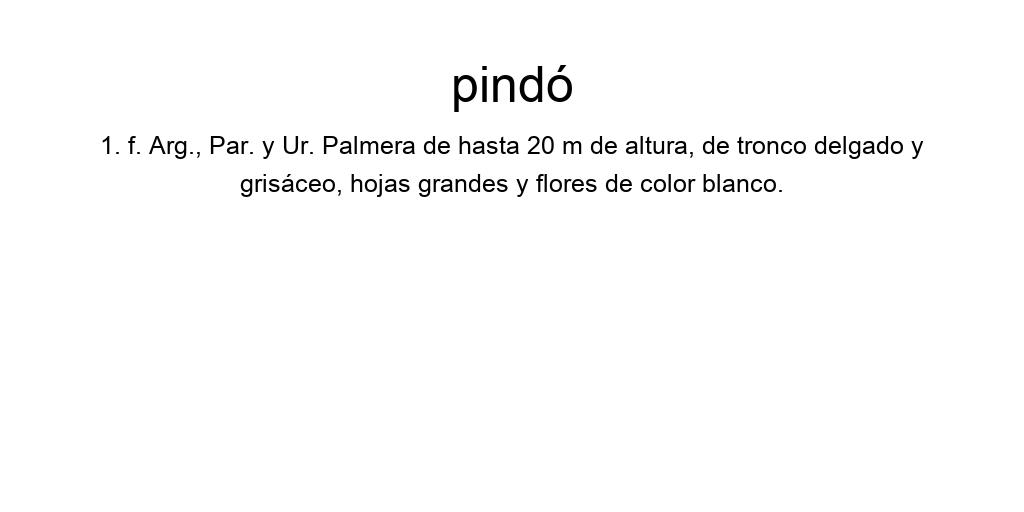 pindó
1. f. Arg., Par. y Ur. Palmera de hasta 20 m de altura, de tronco delgado y
grisáceo, hojas grandes y flores de color blanco.